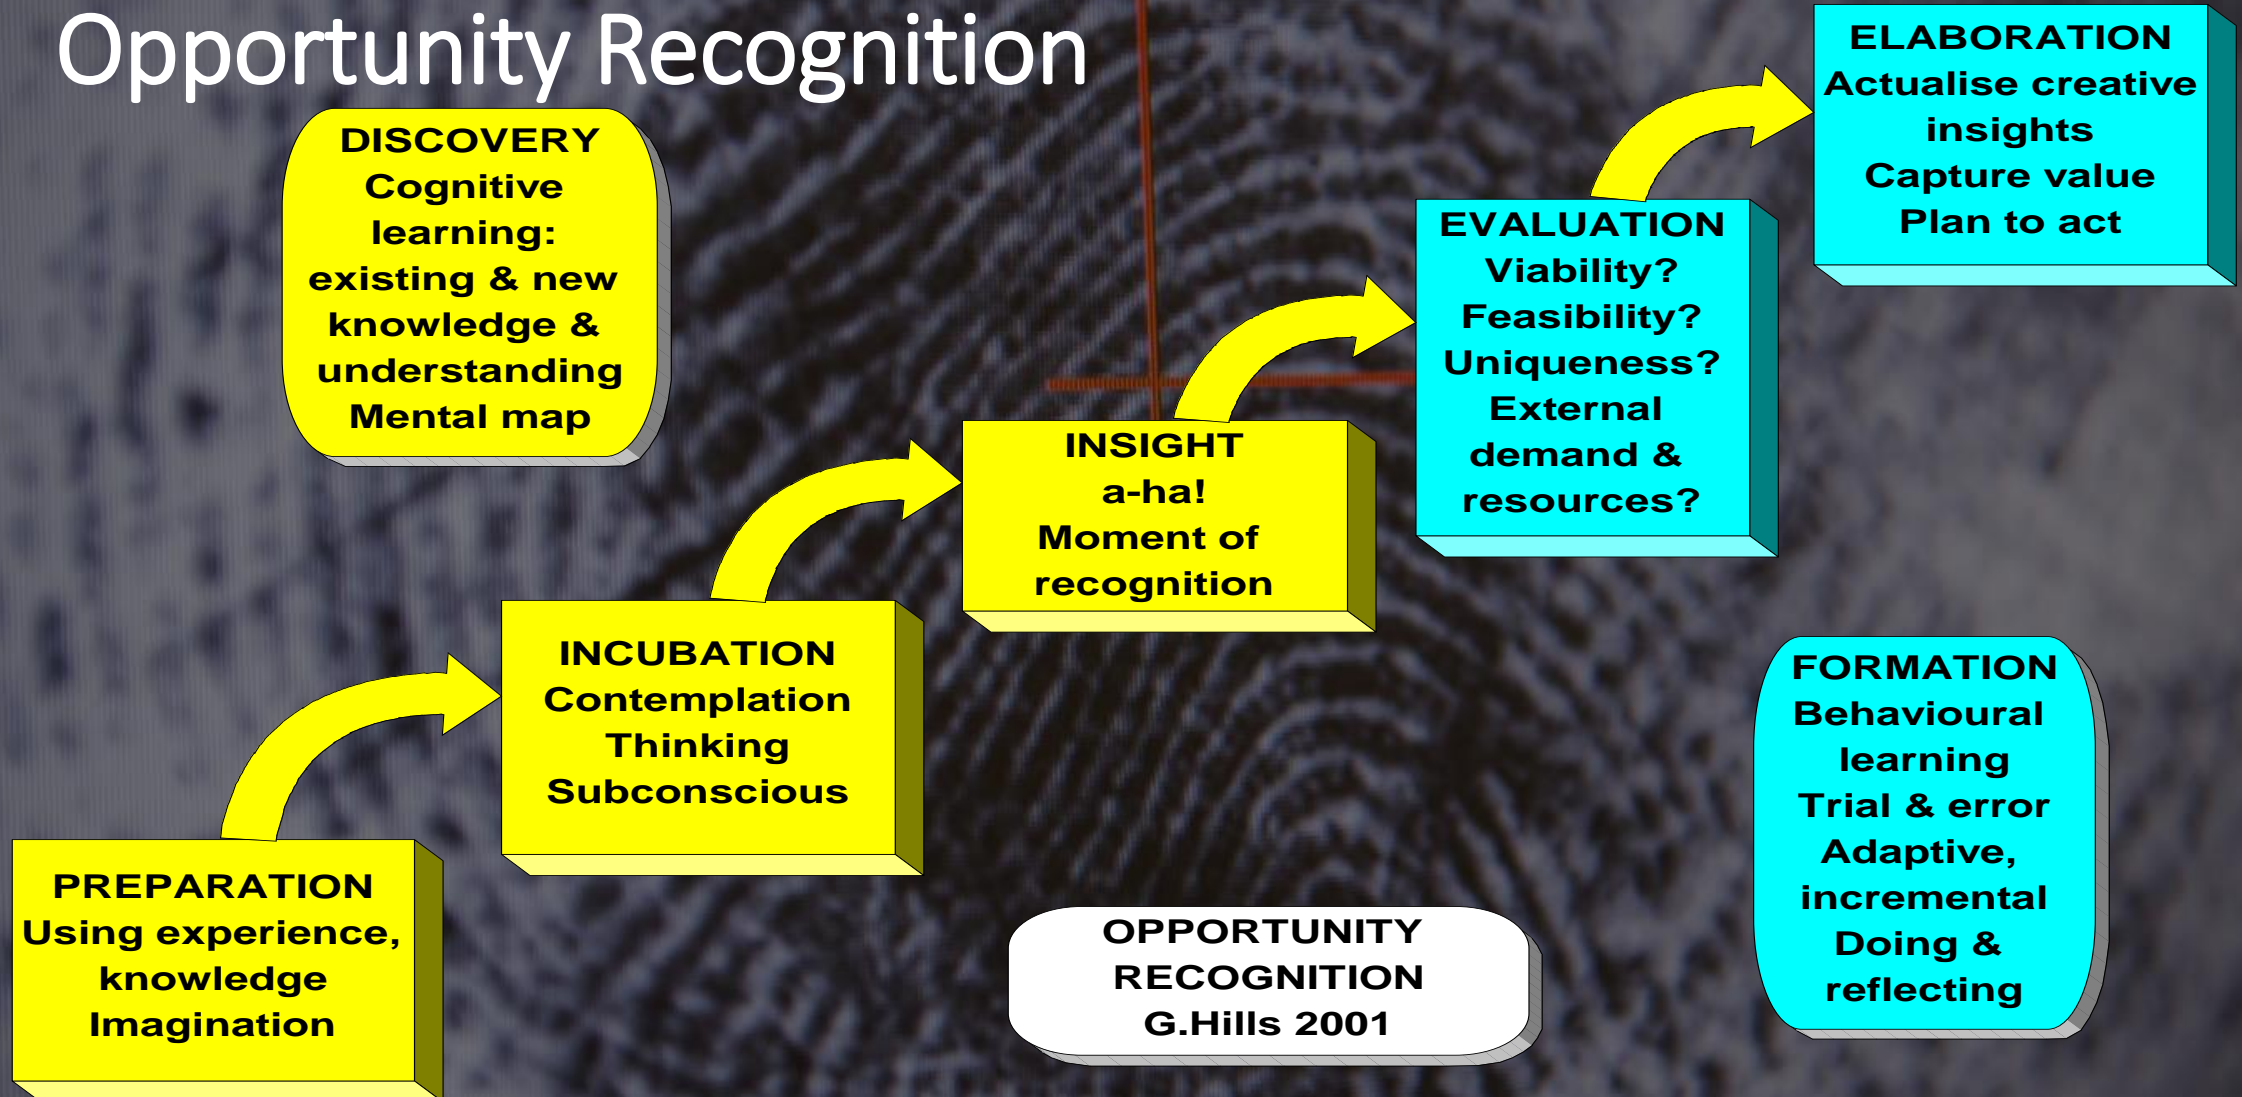 Opportunity Recognition
DISCOVERY
Cognitive
learning:
existing & new
knowledge &
understanding
Mental map
PREPARATION
Using experience,
knowledge
Imagination
INCUBATION
Contemplation
Thinking
Subconscious
INSIGHT
a-ha!
Moment of
recognition
EVALUATION
Viability?
Feasibility?
Uniqueness?
External
demand &
resources?
ELABORATION
Actualise creative
insights
Capture value
Plan to act
FORMATION
Behavioural
learning
Trial & error
Adaptive,
incremental
Doing &
reflecting
OPPORTUNITY
RECOGNITION
G.Hills 2001